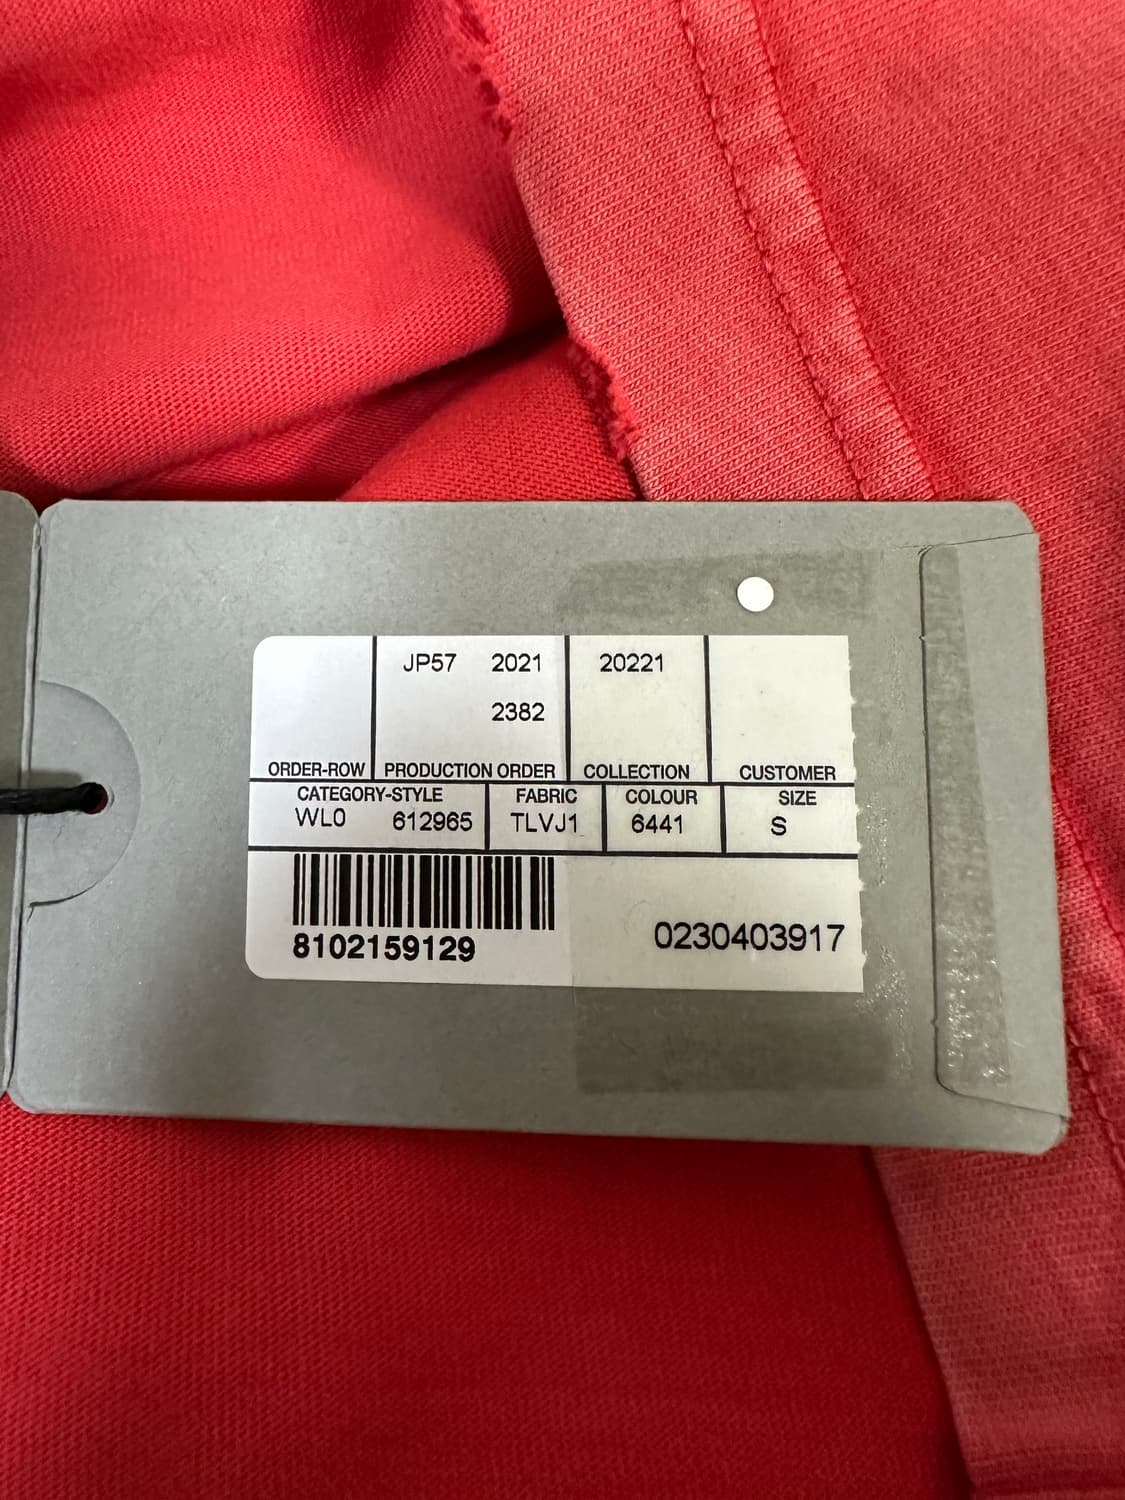 JP57 2021 20221
2382
ORDER-ROW PRODUCTION ORDER COLLECTION CUSTOMER
CATEGORY-STYLE FABRIC COLOUR SIZE
WL0 612965 TLVJ1 6441 S
8102159129 0230403917